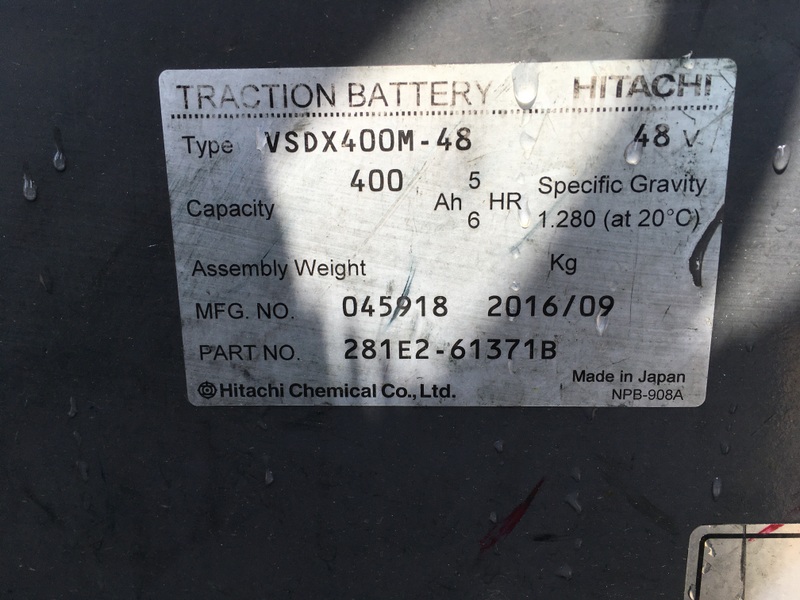 TRACTION BATTERY HITACHI
Type VSDX400M-48 48 V
Capacity 400 Ah 5 6 HR Specific Gravity
1.280 (at 20°C)
Assembly Weight Kg
MFG. NO. 045918 2016/09
PART NO. 281E2-61371B
Hitachi Chemical Co., Ltd. Made in Japan
NPB-908A